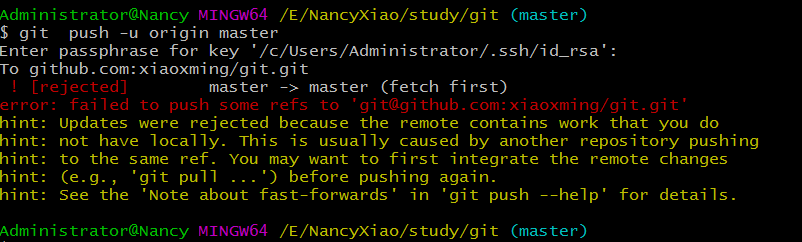 Administrator@Nancy MINGW64 /E/NancyXiao/study/git (master)
$ git  push -u origin master
Enter passphrase for key '/c/Users/Administrator/.ssh/id_rsa':
To github.com:xiaoxming/git.git
 ! [rejected]        master -> master (fetch first)
error: failed to push some refs to 'git@github.com:xiaoxming/git.git'
hint: Updates were rejected because the remote contains work that you do
hint: not have locally. This is usually caused by another repository pushing
hint: to the same ref. You may want to first integrate the remote changes
hint: (e.g., 'git pull ...') before pushing again.
hint: See the 'Note about fast-forwards' in 'git push --help' for details.
Administrator@Nancy MINGW64 /E/NancyXiao/study/git (master)